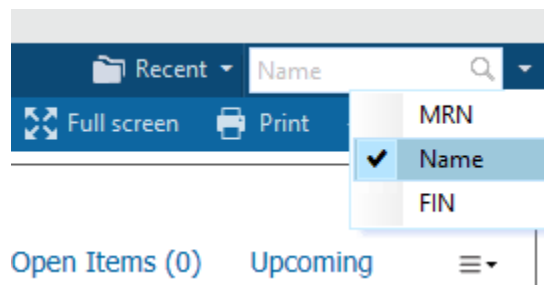 Recent Name
Full screen Print
MRN
Name
FIN
Open Items (0) Upcoming